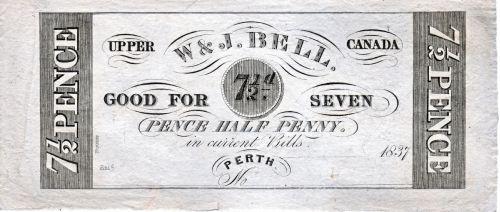 7½ PENCE
UPPER W & J. BELL. CANADA
7½d.
GOOD FOR SEVEN
PENCE HALF PENNY.
in current Bills.
1837
PERTH
No
7½ PENCE